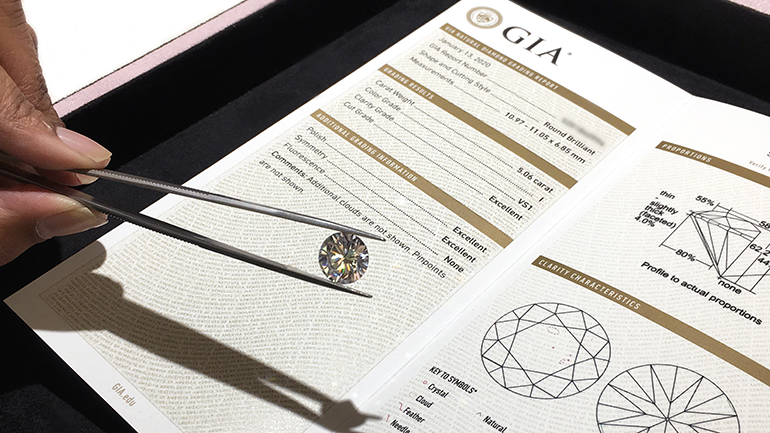 GIA®
GIA NATURAL DIAMOND GRADING REPORT
January 13, 2020
GIA Report Number
Shape and Cutting Style Round Brilliant
Measurements 10.97 - 11.05 x 6.85 mm
GRADING RESULTS
Carat Weight 5.06 carat
Color Grade I
Clarity Grade VS1
Cut Grade Excellent
ADDITIONAL GRADING INFORMATION
Polish Excellent
Symmetry Excellent
Fluorescence None
Comments: Additional clouds are not shown. Pinpoints
are not shown.
GIA.edu
PROPORTIONS
thin
slightly
thick
(faceted)
4.0%
55%
80%
none
Profile to actual proportions
CLARITY CHARACTERISTICS
KEY TO SYMBOLS*
Crystal
Cloud
Feather
Needle
Natural